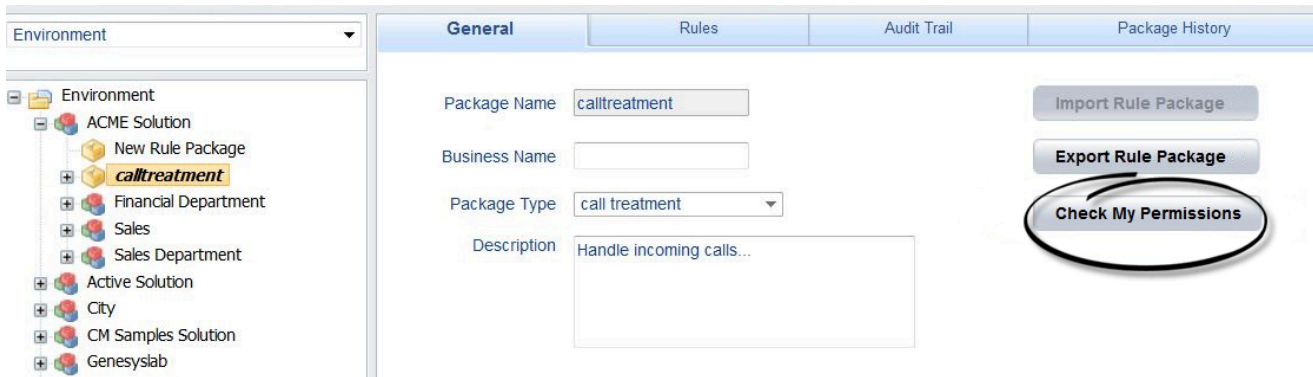 Environment
Environment
ACME Solution
New Rule Package
calltreatment
Financial Department
Sales
Sales Department
Active Solution
City
CM Samples Solution
Genesyslab
General
Rules
Audit Trail
Package History
Package Name
calltreatment
Import Rule Package
Business Name
Export Rule Package
Package Type
call treatment
Check My Permissions
Description
Handle incoming calls...